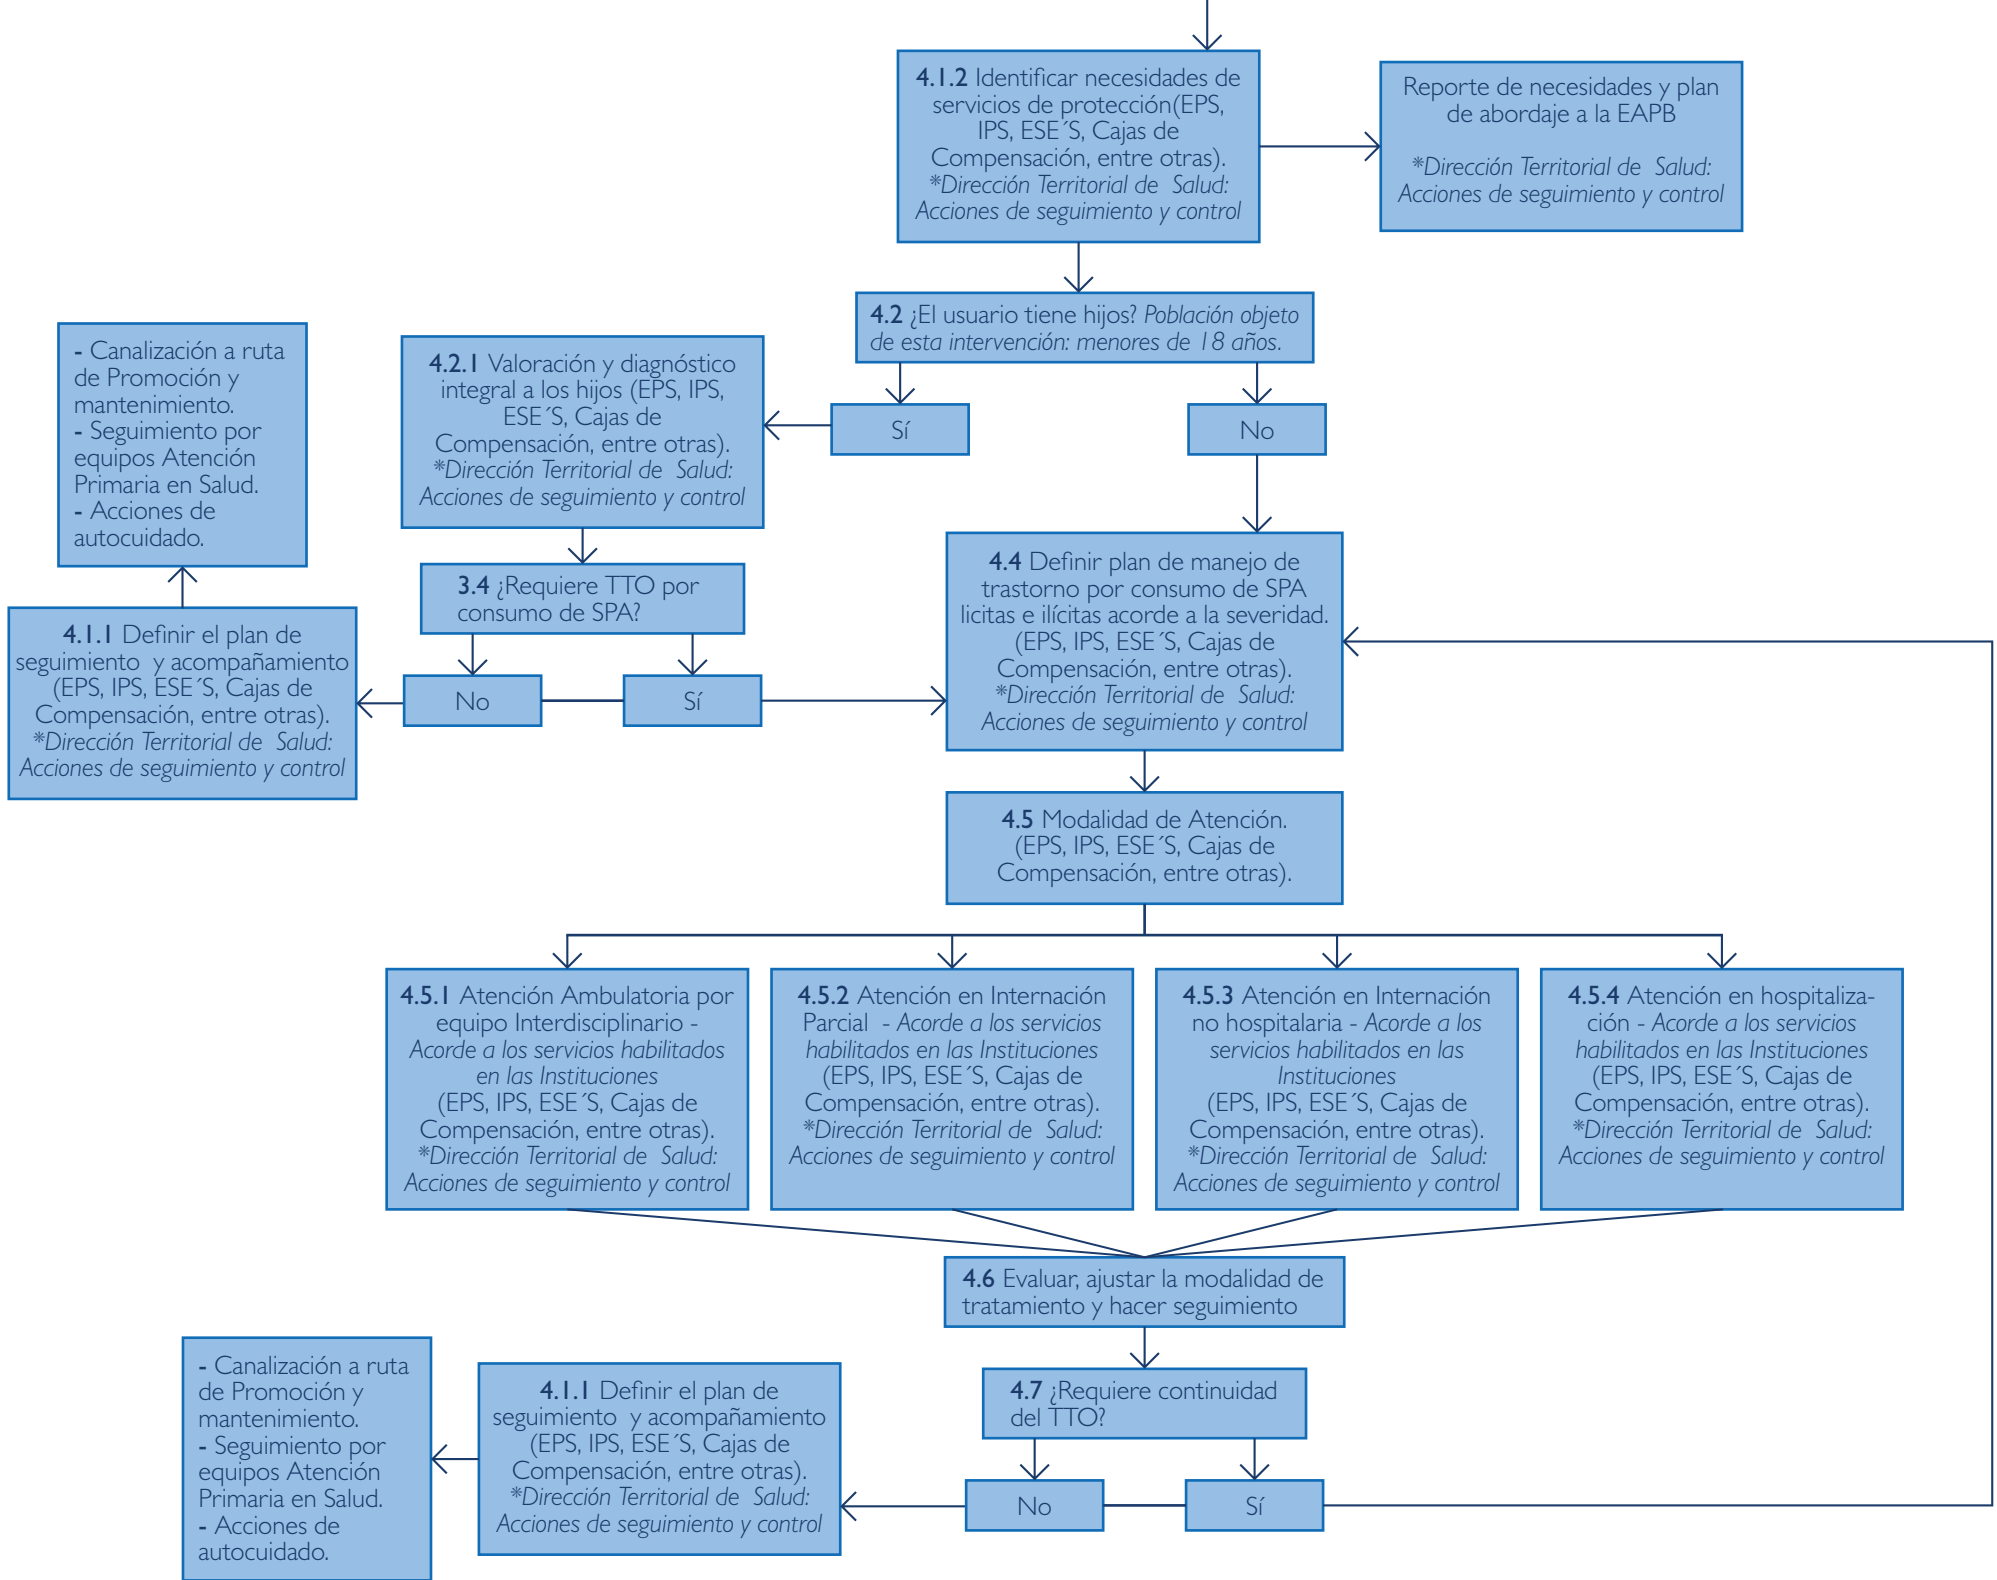 4.1.2 Identificar necesidades de
servicios de protección(EPS,
IPS, ESE´S, Cajas de
Compensación, entre otras).
*Dirección Territorial de Salud:
Acciones de seguimiento y control
Reporte de necesidades y plan
de abordaje a la EAPB
*Dirección Territorial de Salud:
Acciones de seguimiento y control
4.2 ¿El usuario tiene hijos? Población objeto
de esta intervención: menores de 18 años.
Sí
No
4.2.1 Valoración y diagnóstico
integral a los hijos (EPS, IPS,
ESE´S, Cajas de
Compensación, entre otras).
*Dirección Territorial de Salud:
Acciones de seguimiento y control
- Canalización a ruta
de Promoción y
mantenimiento.
- Seguimiento por
equipos Atención
Primaria en Salud.
- Acciones de
autocuidado.
3.4 ¿Requiere TTO por
consumo de SPA?
No
Sí
4.1.1 Definir el plan de
seguimiento y acompañamiento
(EPS, IPS, ESE´S, Cajas de
Compensación, entre otras).
*Dirección Territorial de Salud:
Acciones de seguimiento y control
4.4 Definir plan de manejo de
trastorno por consumo de SPA
licitas e ilícitas acorde a la severidad.
(EPS, IPS, ESE´S, Cajas de
Compensación, entre otras).
*Dirección Territorial de Salud:
Acciones de seguimiento y control
4.5 Modalidad de Atención.
(EPS, IPS, ESE´S, Cajas de
Compensación, entre otras).
4.5.1 Atención Ambulatoria por
equipo Interdisciplinario -
Acorde a los servicios habilitados
en las Instituciones
(EPS, IPS, ESE´S, Cajas de
Compensación, entre otras).
*Dirección Territorial de Salud:
Acciones de seguimiento y control
4.5.2 Atención en Internación
Parcial - Acorde a los servicios
habilitados en las Instituciones
(EPS, IPS, ESE´S, Cajas de
Compensación, entre otras).
*Dirección Territorial de Salud:
Acciones de seguimiento y control
4.5.3 Atención en Internación
no hospitalaria - Acorde a los
servicios habilitados en las
Instituciones
(EPS, IPS, ESE´S, Cajas de
Compensación, entre otras).
*Dirección Territorial de Salud:
Acciones de seguimiento y control
4.5.4 Atención en hospitaliza-
ción - Acorde a los servicios
habilitados en las Instituciones
(EPS, IPS, ESE´S, Cajas de
Compensación, entre otras).
*Dirección Territorial de Salud:
Acciones de seguimiento y control
4.6 Evaluar, ajustar la modalidad de
tratamiento y hacer seguimiento
4.7 ¿Requiere continuidad
del TTO?
No
Sí
4.1.1 Definir el plan de
seguimiento y acompañamiento
(EPS, IPS, ESE´S, Cajas de
Compensación, entre otras).
*Dirección Territorial de Salud:
Acciones de seguimiento y control
- Canalización a ruta
de Promoción y
mantenimiento.
- Seguimiento por
equipos Atención
Primaria en Salud.
- Acciones de
autocuidado.